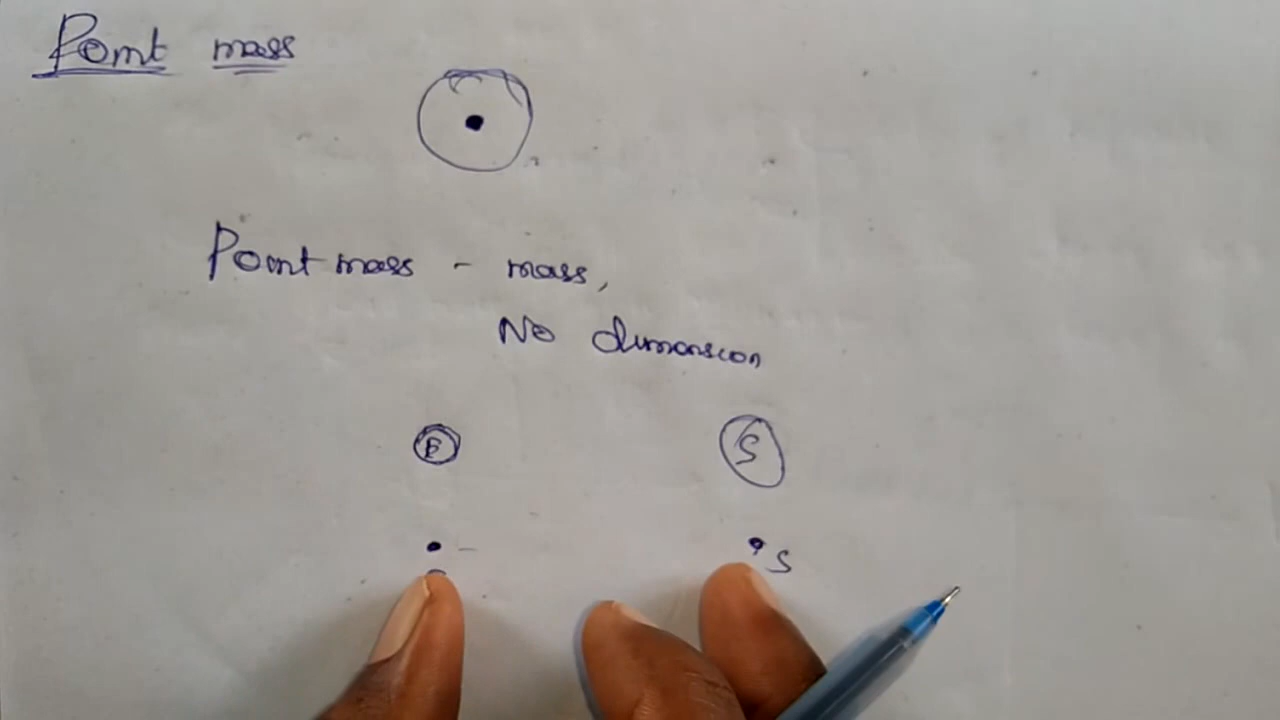 Point mass
Point mass - mass,
No dimension
E S
S